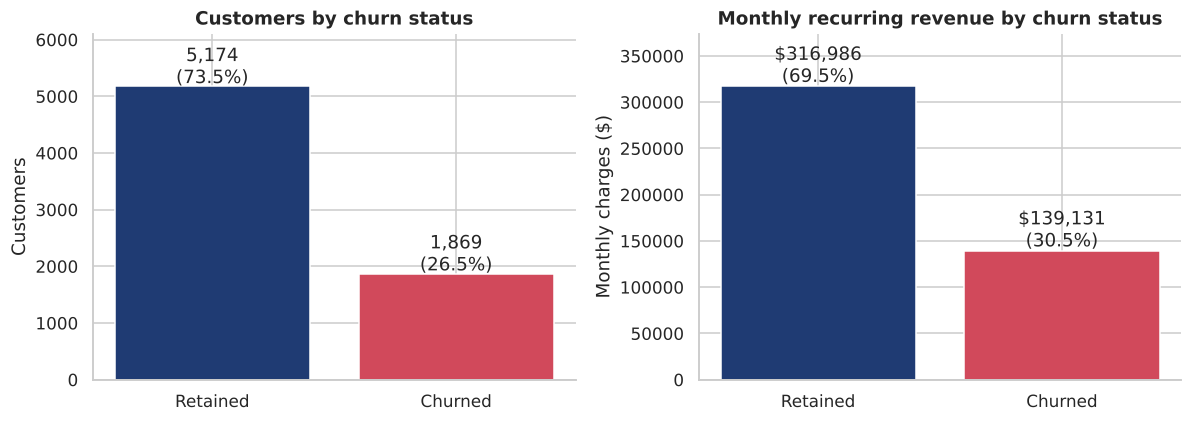 Customers by churn status
Customers
6000
5000
4000
3000
2000
1000
0
5,174
(73.5%)
1,869
(26.5%)
Retained
Churned
Monthly recurring revenue by churn status
Monthly charges ($)
350000
300000
250000
200000
150000
100000
50000
0
$316,986
(69.5%)
$139,131
(30.5%)
Retained
Churned